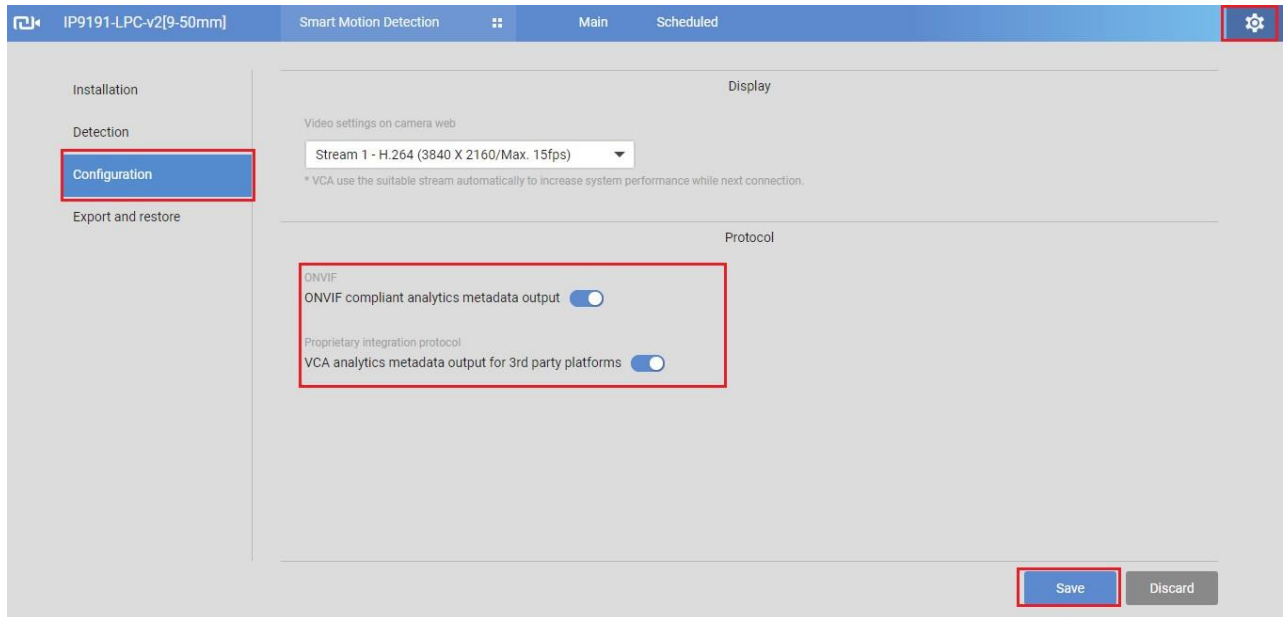 IP9191-LPC-v2[9-50mm] Smart Motion Detection Main Scheduled
Installation
Detection
Configuration
Export and restore
Display
Video settings on camera web
Stream 1 - H.264 (3840 X 2160/Max. 15fps)
* VCA use the suitable stream automatically to increase system performance while next connection.
Protocol
ONVIF
ONVIF compliant analytics metadata output
Proprietary integration protocol
VCA analytics metadata output for 3rd party platforms
Save Discard